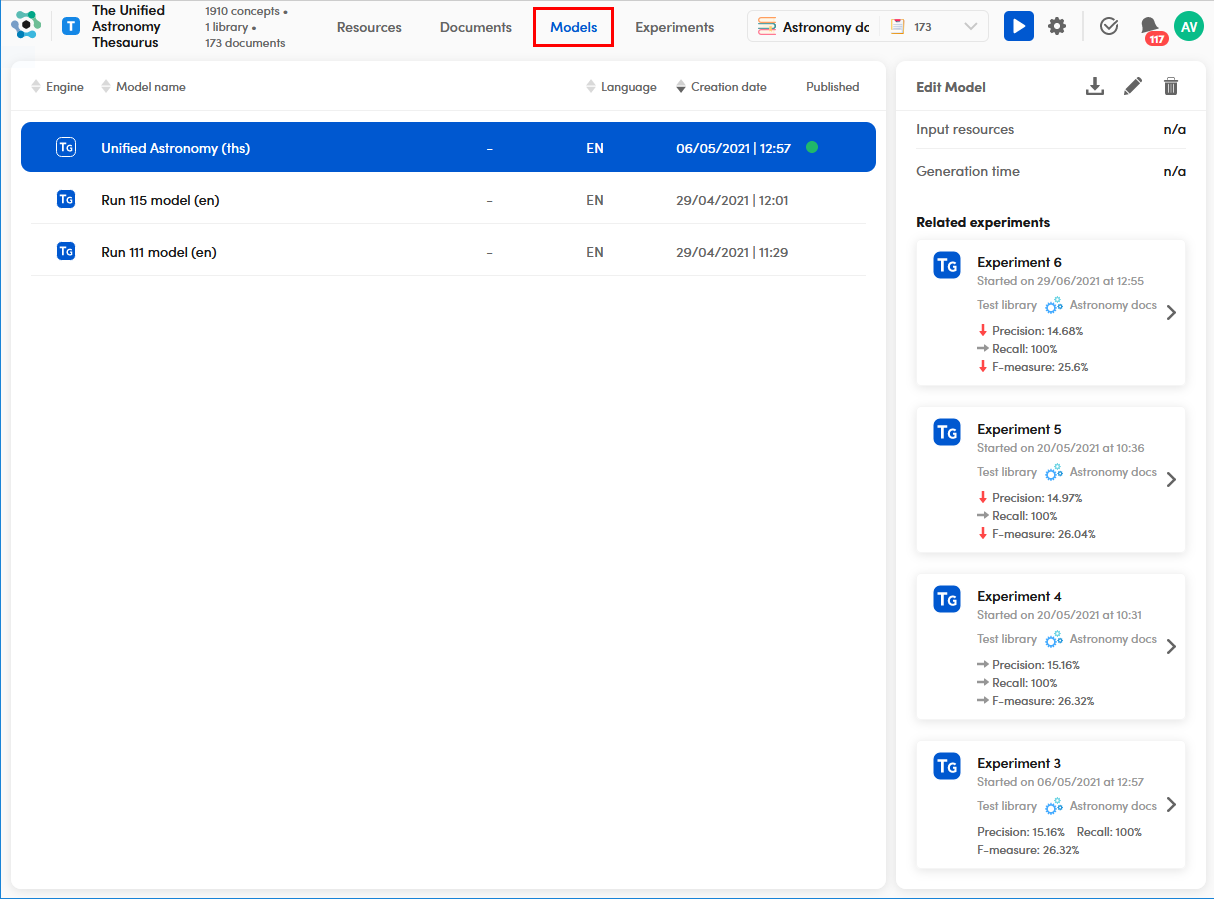 T
The Unified
Astronomy
Thesaurus
1910 concepts •
1 library •
173 documents
Resources
Documents
Models
Experiments
Astronomy dc
173
117
AV
Engine
Model name
Language
Creation date
Published
TG Unified Astronomy (ths) – EN 06/05/2021 | 12:57
TG Run 115 model (en) – EN 29/04/2021 | 12:01
TG Run 111 model (en) – EN 29/04/2021 | 11:29
Edit Model
Input resources n/a
Generation time n/a
Related experiments
TG Experiment 6
Started on 29/06/2021 at 12:55
Test library Astronomy docs
Precision: 14.68%
Recall: 100%
F-measure: 25.6%
TG Experiment 5
Started on 20/05/2021 at 10:36
Test library Astronomy docs
Precision: 14.97%
Recall: 100%
F-measure: 26.04%
TG Experiment 4
Started on 20/05/2021 at 10:31
Test library Astronomy docs
Precision: 15.16%
Recall: 100%
F-measure: 26.32%
TG Experiment 3
Started on 06/05/2021 at 12:57
Test library Astronomy docs
Precision: 15.16% Recall: 100%
F-measure: 26.32%